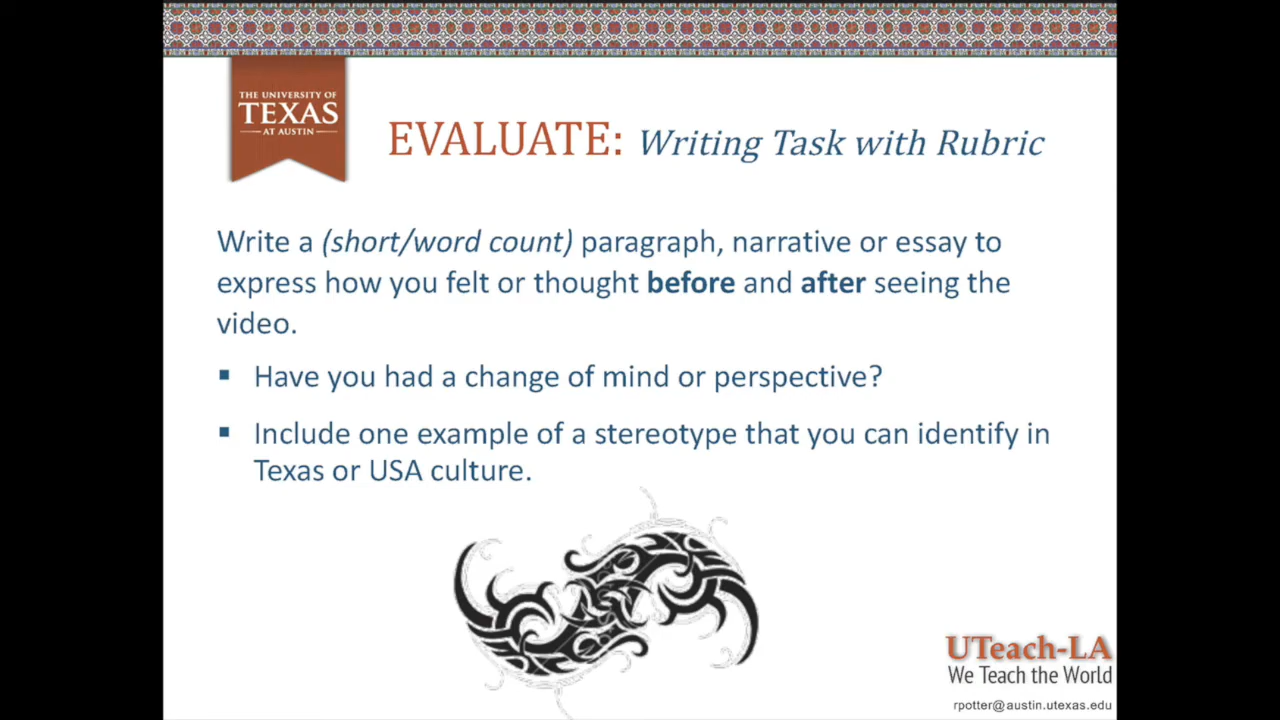 THE UNIVERSITY OF
TEXAS
AT AUSTIN
EVALUATE: Writing Task with Rubric
Write a (short/word count) paragraph, narrative or essay to
express how you felt or thought before and after seeing the
video.
▪ Have you had a change of mind or perspective?
▪ Include one example of a stereotype that you can identify in
Texas or USA culture.
UTeach-LA
We Teach the World
rpotter@austin.utexas.edu